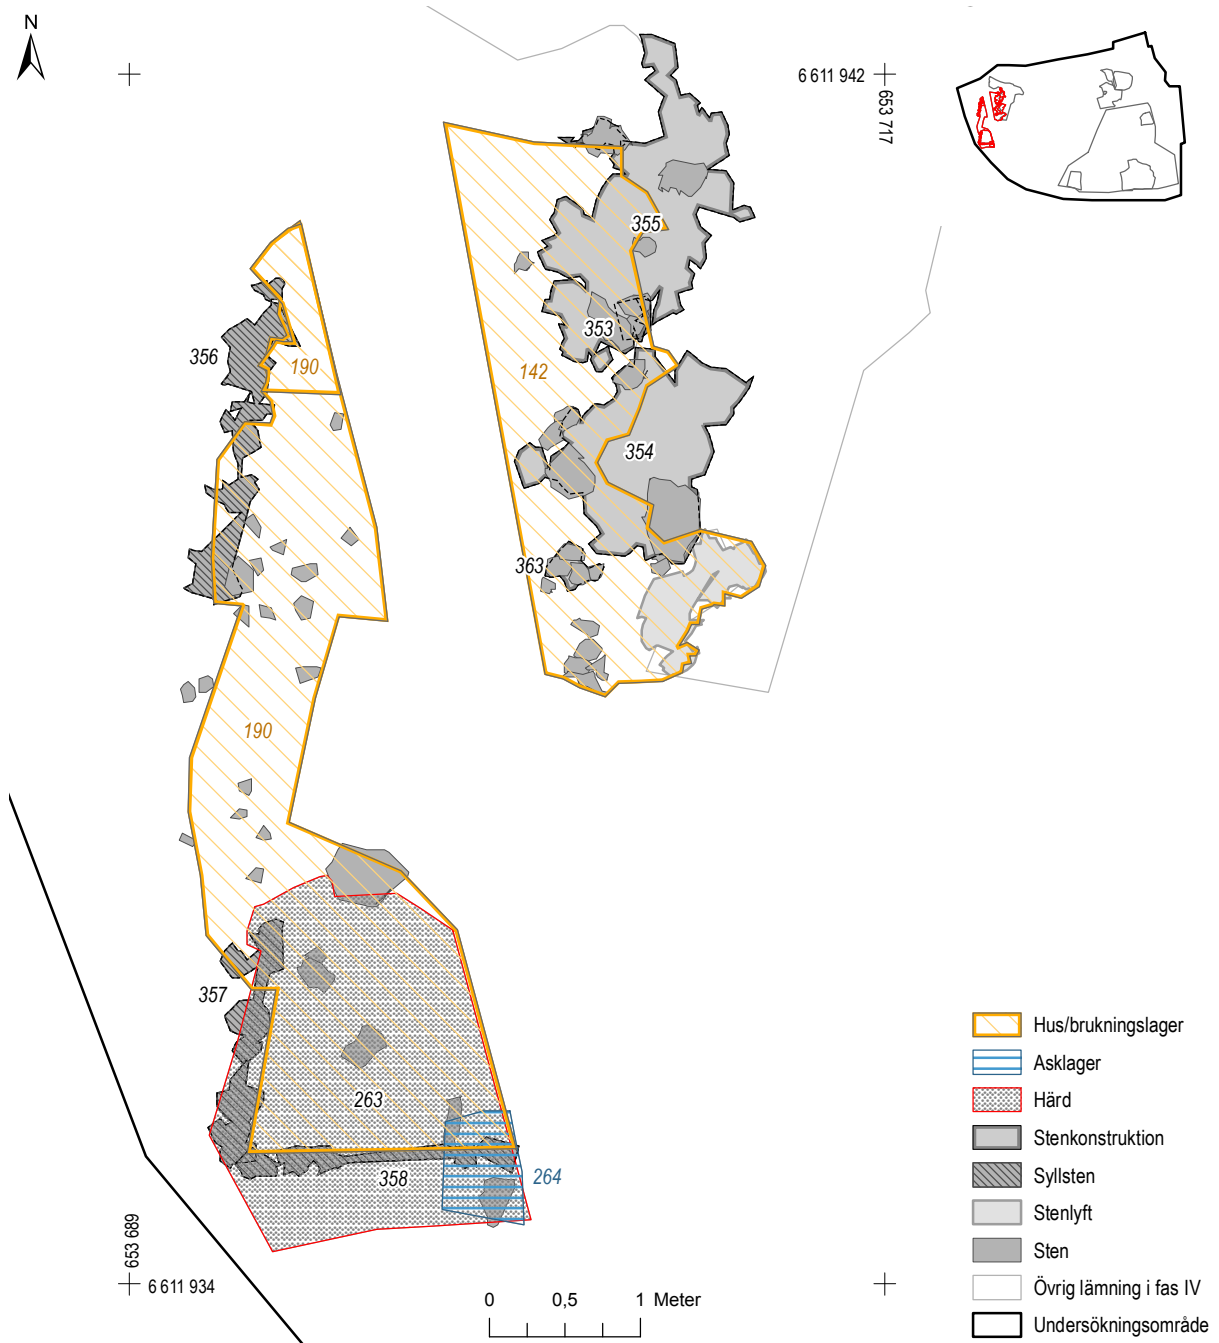 N
6 611 942
653 717
355
353
356
190
142
354
363
190
357
263
358
264
653 689
6 611 934
0 0,5 1 Meter
Hus/brukningslager
Asklager
Härd
Stenkonstruktion
Syllsten
Stenlyft
Sten
Övrig lämning i fas IV
Undersökningsområde